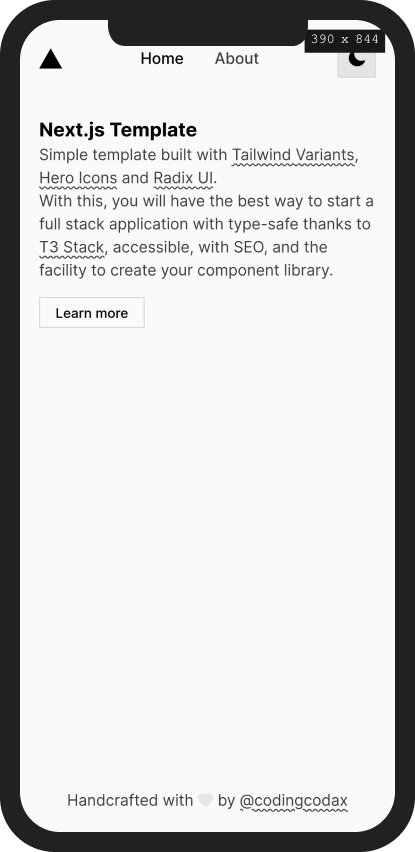 390 x 844
Home About
Next.js Template
Simple template built with Tailwind Variants,
Hero Icons and Radix UI.
With this, you will have the best way to start a
full stack application with type-safe thanks to
T3 Stack, accessible, with SEO, and the
facility to create your component library.
Learn more
Handcrafted with 🤍 by @codingcodax